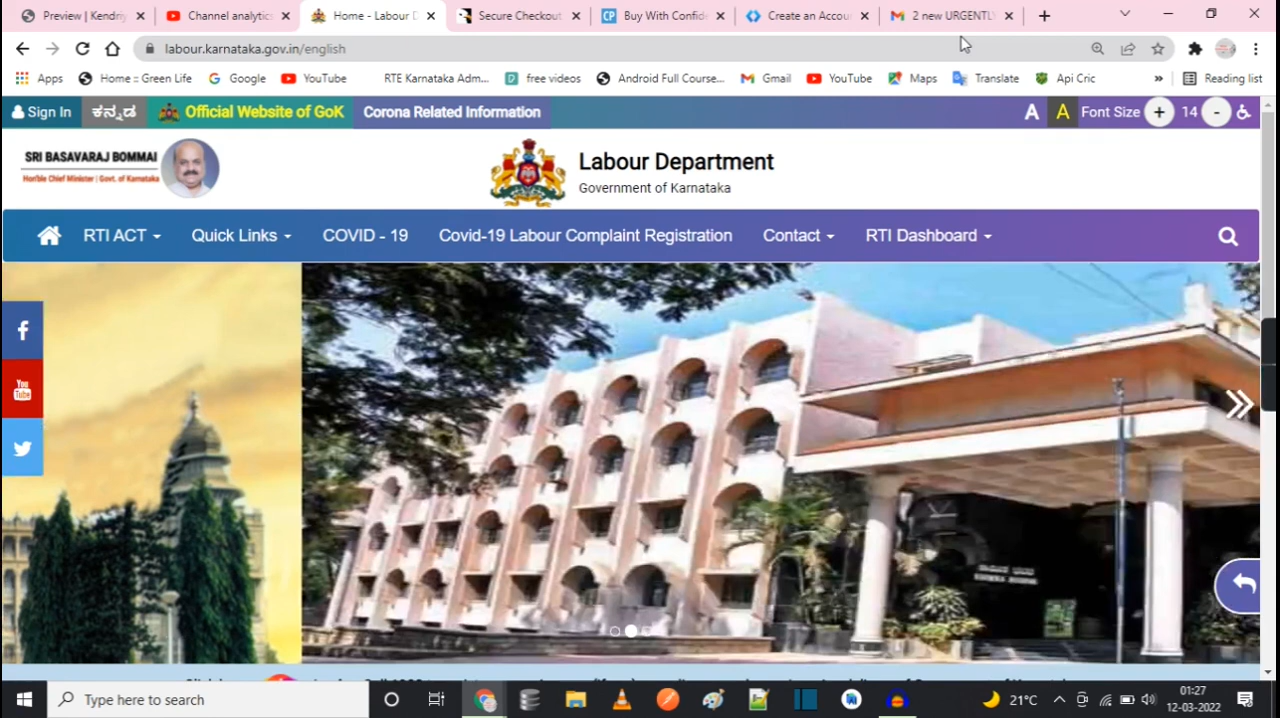 Preview | Kendriy
Channel analytics
Home - Labour D
Secure Checkout
Buy With Confide
Create an Accou
2 new URGENTLY
labour.karnataka.gov.in/english
Apps
Home :: Green Life
Google
YouTube
RTE Karnataka Adm...
free videos
Android Full Course...
Gmail
YouTube
Maps
Translate
Api Cric
»
Reading list
Sign In
ಕನ್ನಡ
Official Website of GoK
Corona Related Information
A
A
Font Size
+
14
-
SRI BASAVARAJ BOMMAI
Hon'ble Chief Minister | Govt. of Karnataka
Labour Department
Government of Karnataka
RTI ACT
Quick Links
COVID - 19
Covid-19 Labour Complaint Registration
Contact
RTI Dashboard
You
Tube
Type here to search
21°C
01:27
12-03-2022